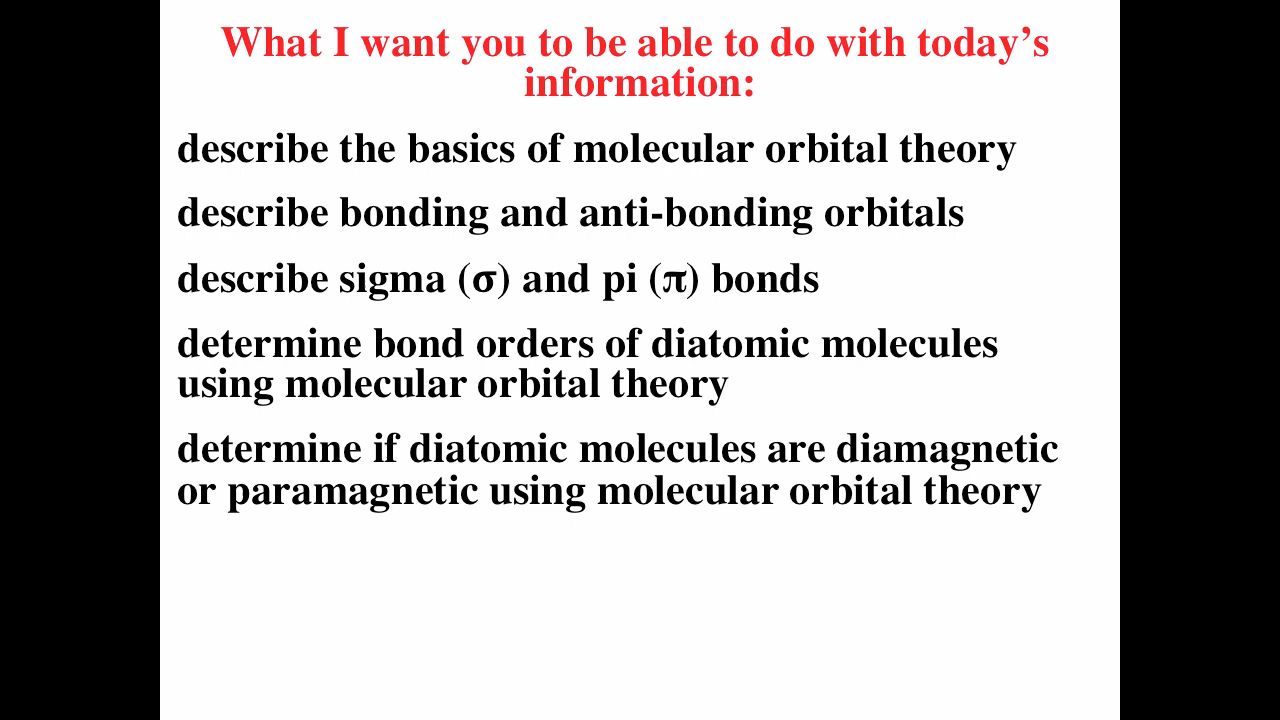 What I want you to be able to do with today’s
information:
describe the basics of molecular orbital theory
describe bonding and anti-bonding orbitals
describe sigma (σ) and pi (π) bonds
determine bond orders of diatomic molecules
using molecular orbital theory
determine if diatomic molecules are diamagnetic
or paramagnetic using molecular orbital theory